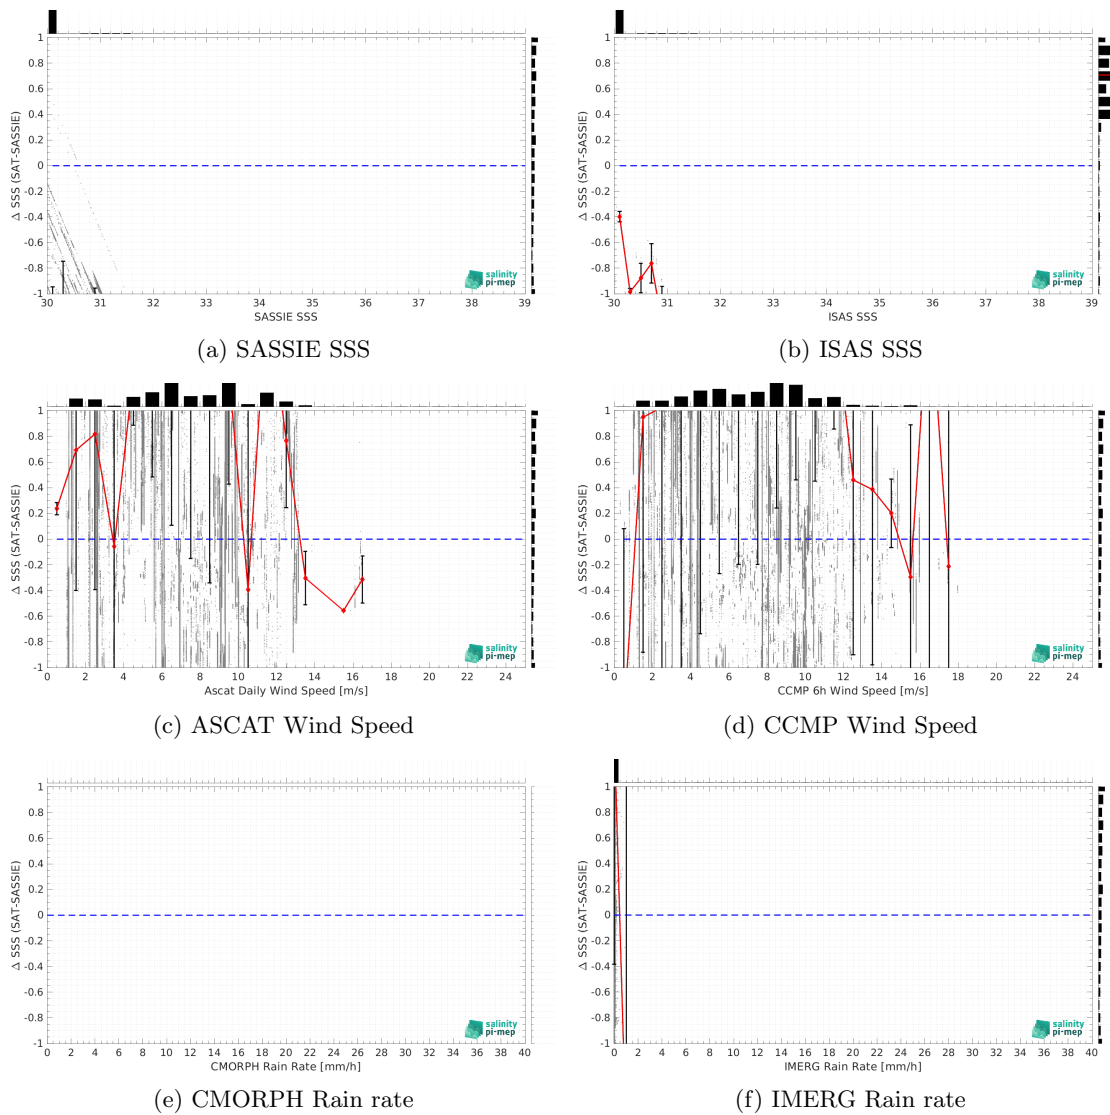 1
0.8
0.6
0.4
0.2
0
-0.2
-0.4
-0.6
-0.8
-1
Δ SSS (SAT-SASSIE)
30 31 32 33 34 35 36 37 38 39
SASSIE SSS
salinity
pi-mep
(a) SASSIE SSS
1
0.8
0.6
0.4
0.2
0
-0.2
-0.4
-0.6
-0.8
-1
Δ SSS (SAT-SASSIE)
30 31 32 33 34 35 36 37 38 39
ISAS SSS
salinity
pi-mep
(b) ISAS SSS
1
0.8
0.6
0.4
0.2
0
-0.2
-0.4
-0.6
-0.8
-1
Δ SSS (SAT-SASSIE)
0 2 4 6 8 10 12 14 16 18 20 22 24
Ascat Daily Wind Speed [m/s]
salinity
pi-mep
(c) ASCAT Wind Speed
1
0.8
0.6
0.4
0.2
0
-0.2
-0.4
-0.6
-0.8
-1
Δ SSS (SAT-SASSIE)
0 2 4 6 8 10 12 14 16 18 20 22 24
CCMP 6h Wind Speed [m/s]
salinity
pi-mep
(d) CCMP Wind Speed
1
0.8
0.6
0.4
0.2
0
-0.2
-0.4
-0.6
-0.8
-1
Δ SSS (SAT-SASSIE)
0 2 4 6 8 10 12 14 16 18 20 22 24 26 28 30 32 34 36 38 40
CMORPH Rain Rate [mm/h]
salinity
pi-mep
(e) CMORPH Rain rate
1
0.8
0.6
0.4
0.2
0
-0.2
-0.4
-0.6
-0.8
-1
Δ SSS (SAT-SASSIE)
0 2 4 6 8 10 12 14 16 18 20 22 24 26 28 30 32 34 36 38 40
IMERG Rain Rate [mm/h]
salinity
pi-mep
(f) IMERG Rain rate